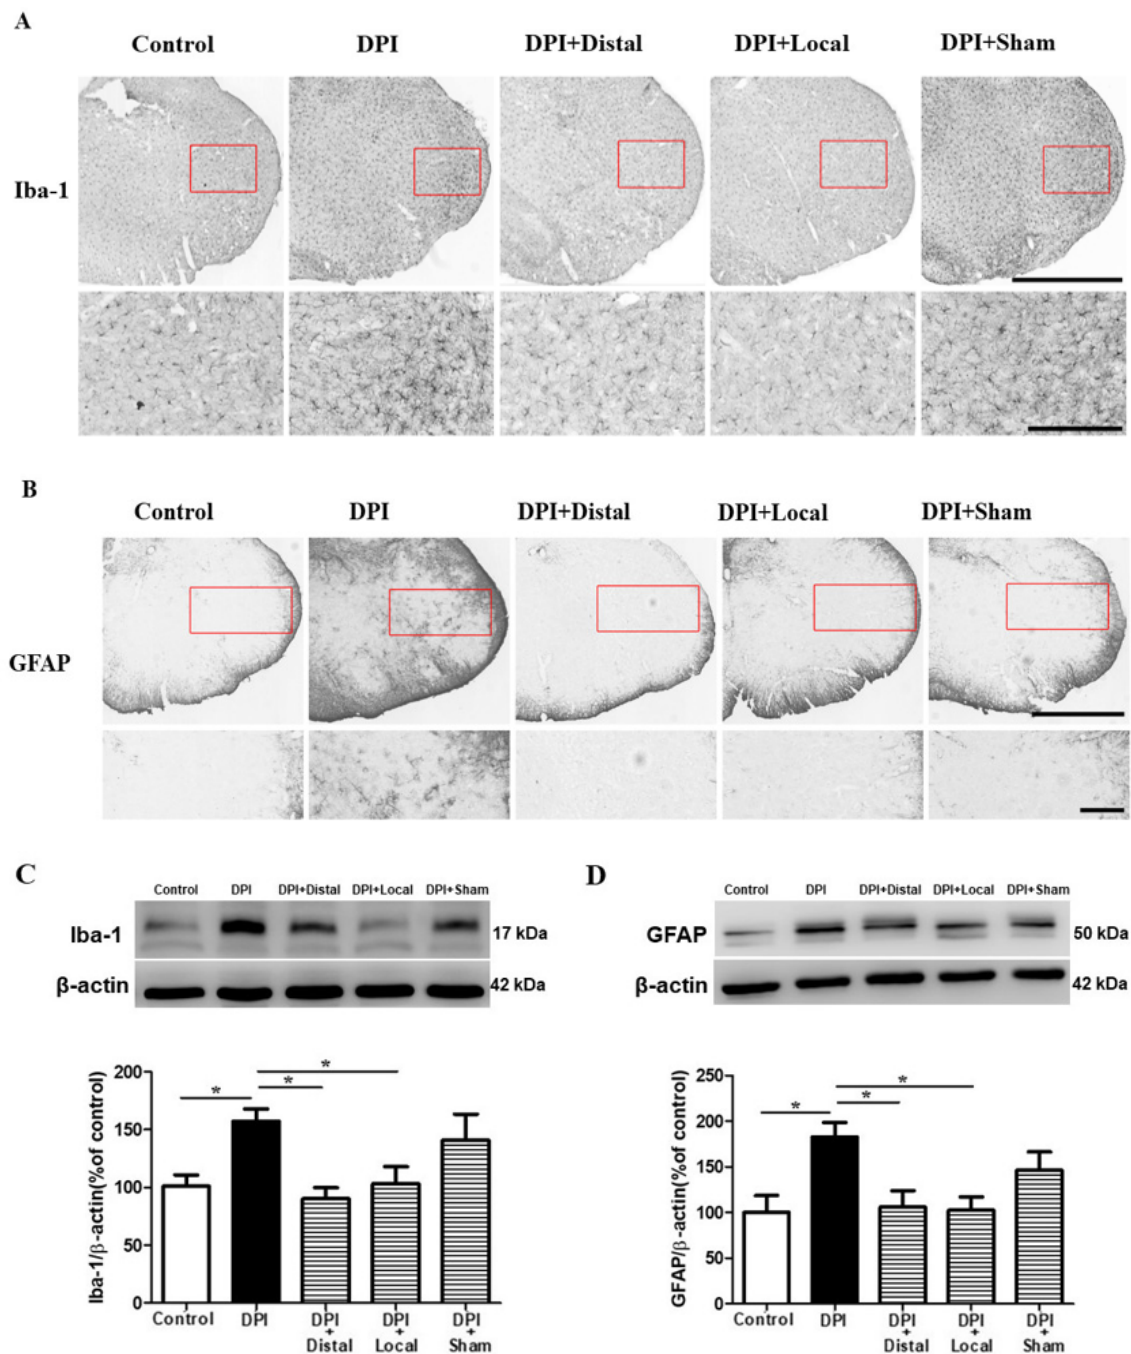 A
Control DPI DPI+Distal DPI+Local DPI+Sham
Iba-1
B
Control DPI DPI+Distal DPI+Local DPI+Sham
GFAP
C
Control DPI DPI+Distal DPI+Local DPI+Sham
Iba-1 17 kDa
β-actin 42 kDa
Iba-1/β-actin(%of control)
200
150
100
50
0
* * *
Control DPI DPI + Distal DPI + Local DPI + Sham
D
Control DPI DPI+Distal DPI+Local DPI+Sham
GFAP 50 kDa
β-actin 42 kDa
GFAP/β-actin(%of control)
250
200
150
100
50
0
* * *
Control DPI DPI + Distal DPI + Local DPI + Sham